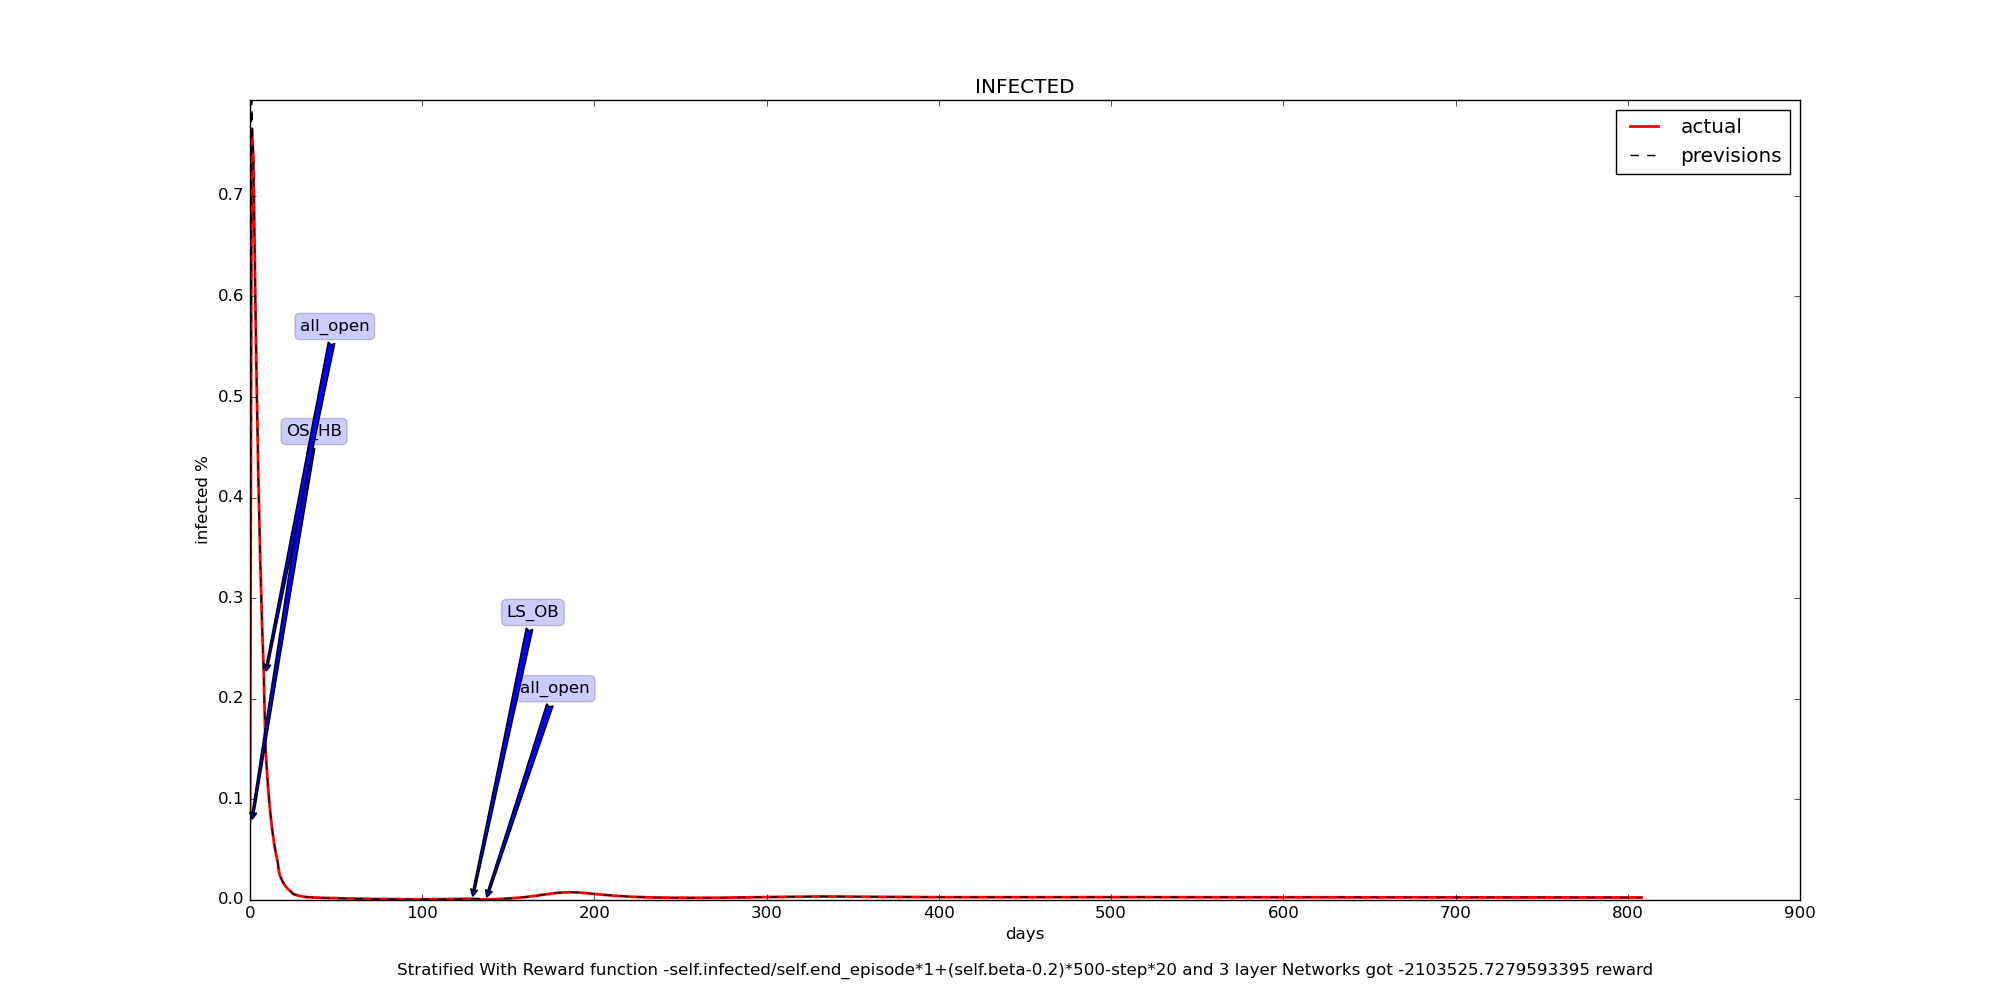 INFECTED
actual
previsions
0.7
0.6
0.5
0.4
0.3
0.2
0.1
0.0
infected %
all_open
OS_HB
LS_OB
all_open
0 100 200 300 400 500 600 700 800 900
days
Stratified With Reward function -self.infected/self.end_episode*1+(self.beta-0.2)*500-step*20 and 3 layer Networks got -2103525.7279593395 reward